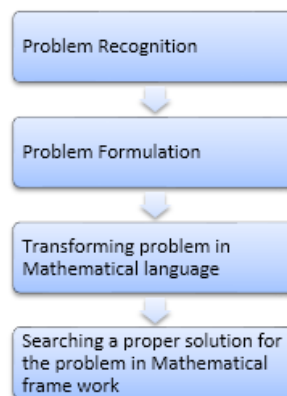 Problem Recognition
Problem Formulation
Transforming problem in
Mathematical language
Searching a proper solution for
the problem in Mathematical
frame work